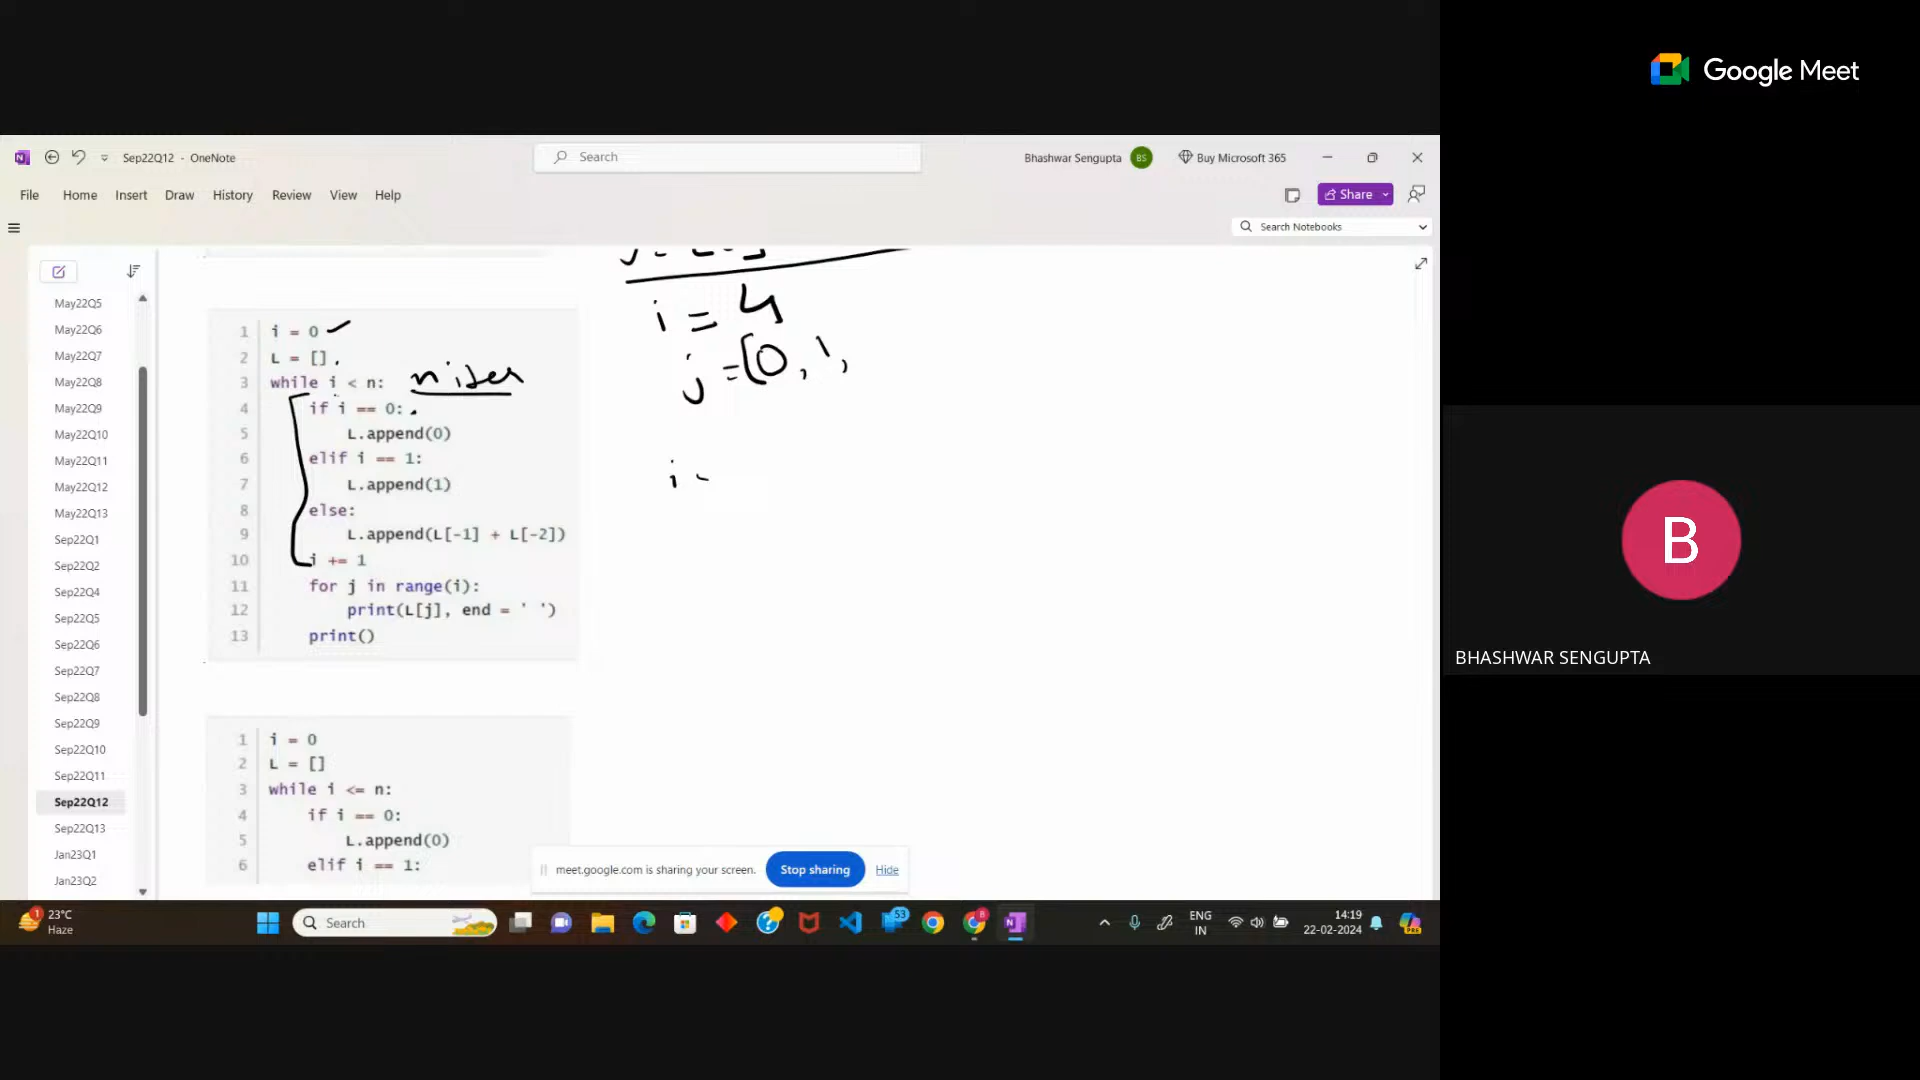 Google Meet
Sep22Q12 - OneNote
Search
Bhashwar Sengupta
BS
Buy Microsoft 365
File
Home
Insert
Draw
History
Review
View
Help
Share
Search Notebooks
May22Q5
May22Q6
May22Q7
May22Q8
May22Q9
May22Q10
May22Q11
May22Q12
May22Q13
Sep22Q1
Sep22Q2
Sep22Q4
Sep22Q5
Sep22Q6
Sep22Q7
Sep22Q8
Sep22Q9
Sep22Q10
Sep22Q11
Sep22Q12
Sep22Q13
Jan23Q1
Jan23Q2
1 i = 0
2 L = []
3 while i < n:
4 if i == 0:
5 L.append(0)
6 elif i == 1:
7 L.append(1)
8 else:
9 L.append(L[-1] + L[-2])
10 i += 1
11 for j in range(i):
12 print(L[j], end = ' ')
13 print()
i = 4
j = [0, 1,
i -
1 i = 0
2 L = []
3 while i <= n:
4 if i == 0:
5 L.append(0)
6 elif i == 1:
meet.google.com is sharing your screen.
Stop sharing
Hide
B
BHASHWAR SENGUPTA
1
23°C
Haze
Search
53
ENG
IN
14:19
22-02-2024